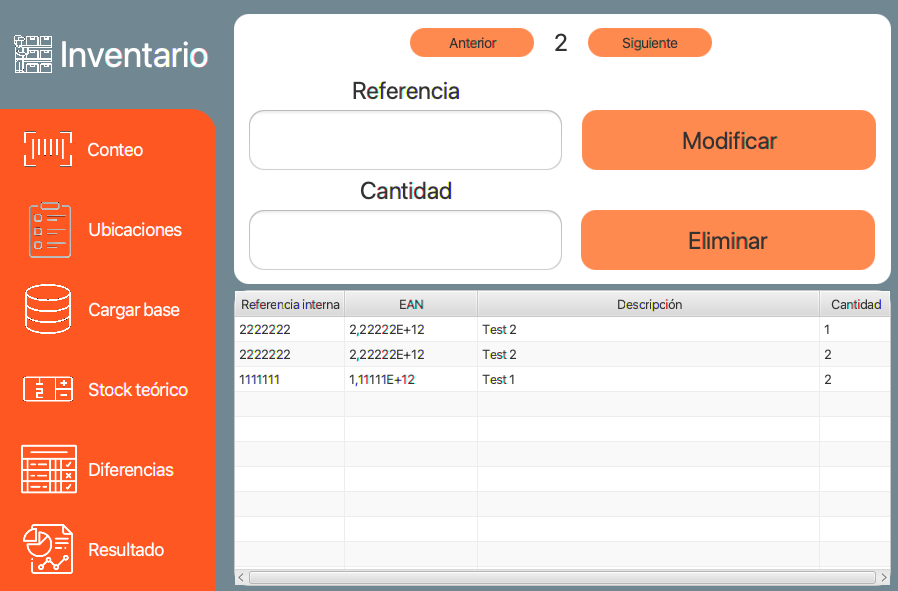 Inventario
Conteo
Ubicaciones
Cargar base
Stock teórico
Diferencias
Resultado
Anterior 2 Siguiente
Referencia
Modificar
Cantidad
Eliminar
Referencia interna EAN Descripción Cantidad
2222222 2,22222E+12 Test 2 1
2222222 2,22222E+12 Test 2 2
1111111 1,11111E+12 Test 1 2